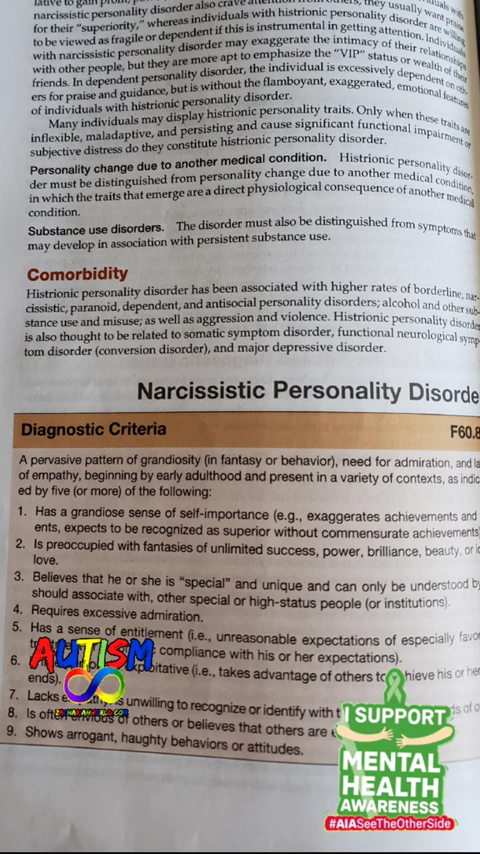 narcissistic personality disorder also crave attention from others, they usually want praise
for their "superiority," whereas individuals with histrionic personality disorder are willing
to be viewed as fragile or dependent if this is instrumental in getting attention. Individuals
with narcissistic personality disorder may exaggerate the intimacy of their relationships
with other people, but they are more apt to emphasize the "VIP" status or wealth of their
friends. In dependent personality disorder, the individual is excessively dependent on oth-
ers for praise and guidance, but is without the flamboyant, exaggerated, emotional features
of individuals with histrionic personality disorder.
Many individuals may display histrionic personality traits. Only when these traits are
inflexible, maladaptive, and persisting and cause significant functional impairment or
subjective distress do they constitute histrionic personality disorder.
Personality change due to another medical condition. Histrionic personality disor-
der must be distinguished from personality change due to another medical condition,
in which the traits that emerge are a direct physiological consequence of another medical
condition.
Substance use disorders. The disorder must also be distinguished from symptoms that
may develop in association with persistent substance use.
Comorbidity
Histrionic personality disorder has been associated with higher rates of borderline, nar-
cissistic, paranoid, dependent, and antisocial personality disorders; alcohol and other sub-
stance use and misuse; as well as aggression and violence. Histrionic personality disorder
is also thought to be related to somatic symptom disorder, functional neurological symp-
tom disorder (conversion disorder), and major depressive disorder.
Narcissistic Personality Disorde
Diagnostic Criteria F60.8
A pervasive pattern of grandiosity (in fantasy or behavior), need for admiration, and la
of empathy, beginning by early adulthood and present in a variety of contexts, as indic
ed by five (or more) of the following:
1. Has a grandiose sense of self-importance (e.g., exaggerates achievements and
ents, expects to be recognized as superior without commensurate achievements)
2. Is preoccupied with fantasies of unlimited success, power, brilliance, beauty, or id
love.
3. Believes that he or she is "special" and unique and can only be understood by
should associate with, other special or high-status people (or institutions).
4. Requires excessive admiration.
5. Has a sense of entitlement (i.e., unreasonable expectations of especially favor
compliance with his or her expectations).
6. (i.e., takes advantage of others to achieve his or her
ends).
7. Lacks unwilling to recognize or identify with
8. Is often envious of others or believes that others are
9. Shows arrogant, haughty behaviors or attitudes.
AUTISM
I SUPPORT
MENTAL
HEALTH
AWARENESS
#AIASeeTheOtherSide